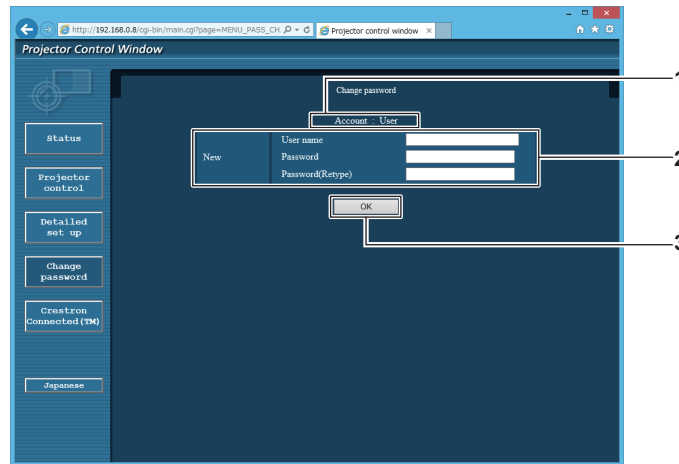 http://192.168.0.8/cgi-bin/main.cgi?page=MENU_PASS_CH
Projector control window
Projector Control Window
1
Change password
Account : User
Status
New
User name
Password
Password(Retype)
2
Projector
control
OK
Detailed
set up
3
Change
password
Crestron
Connected(TM)
Japanese